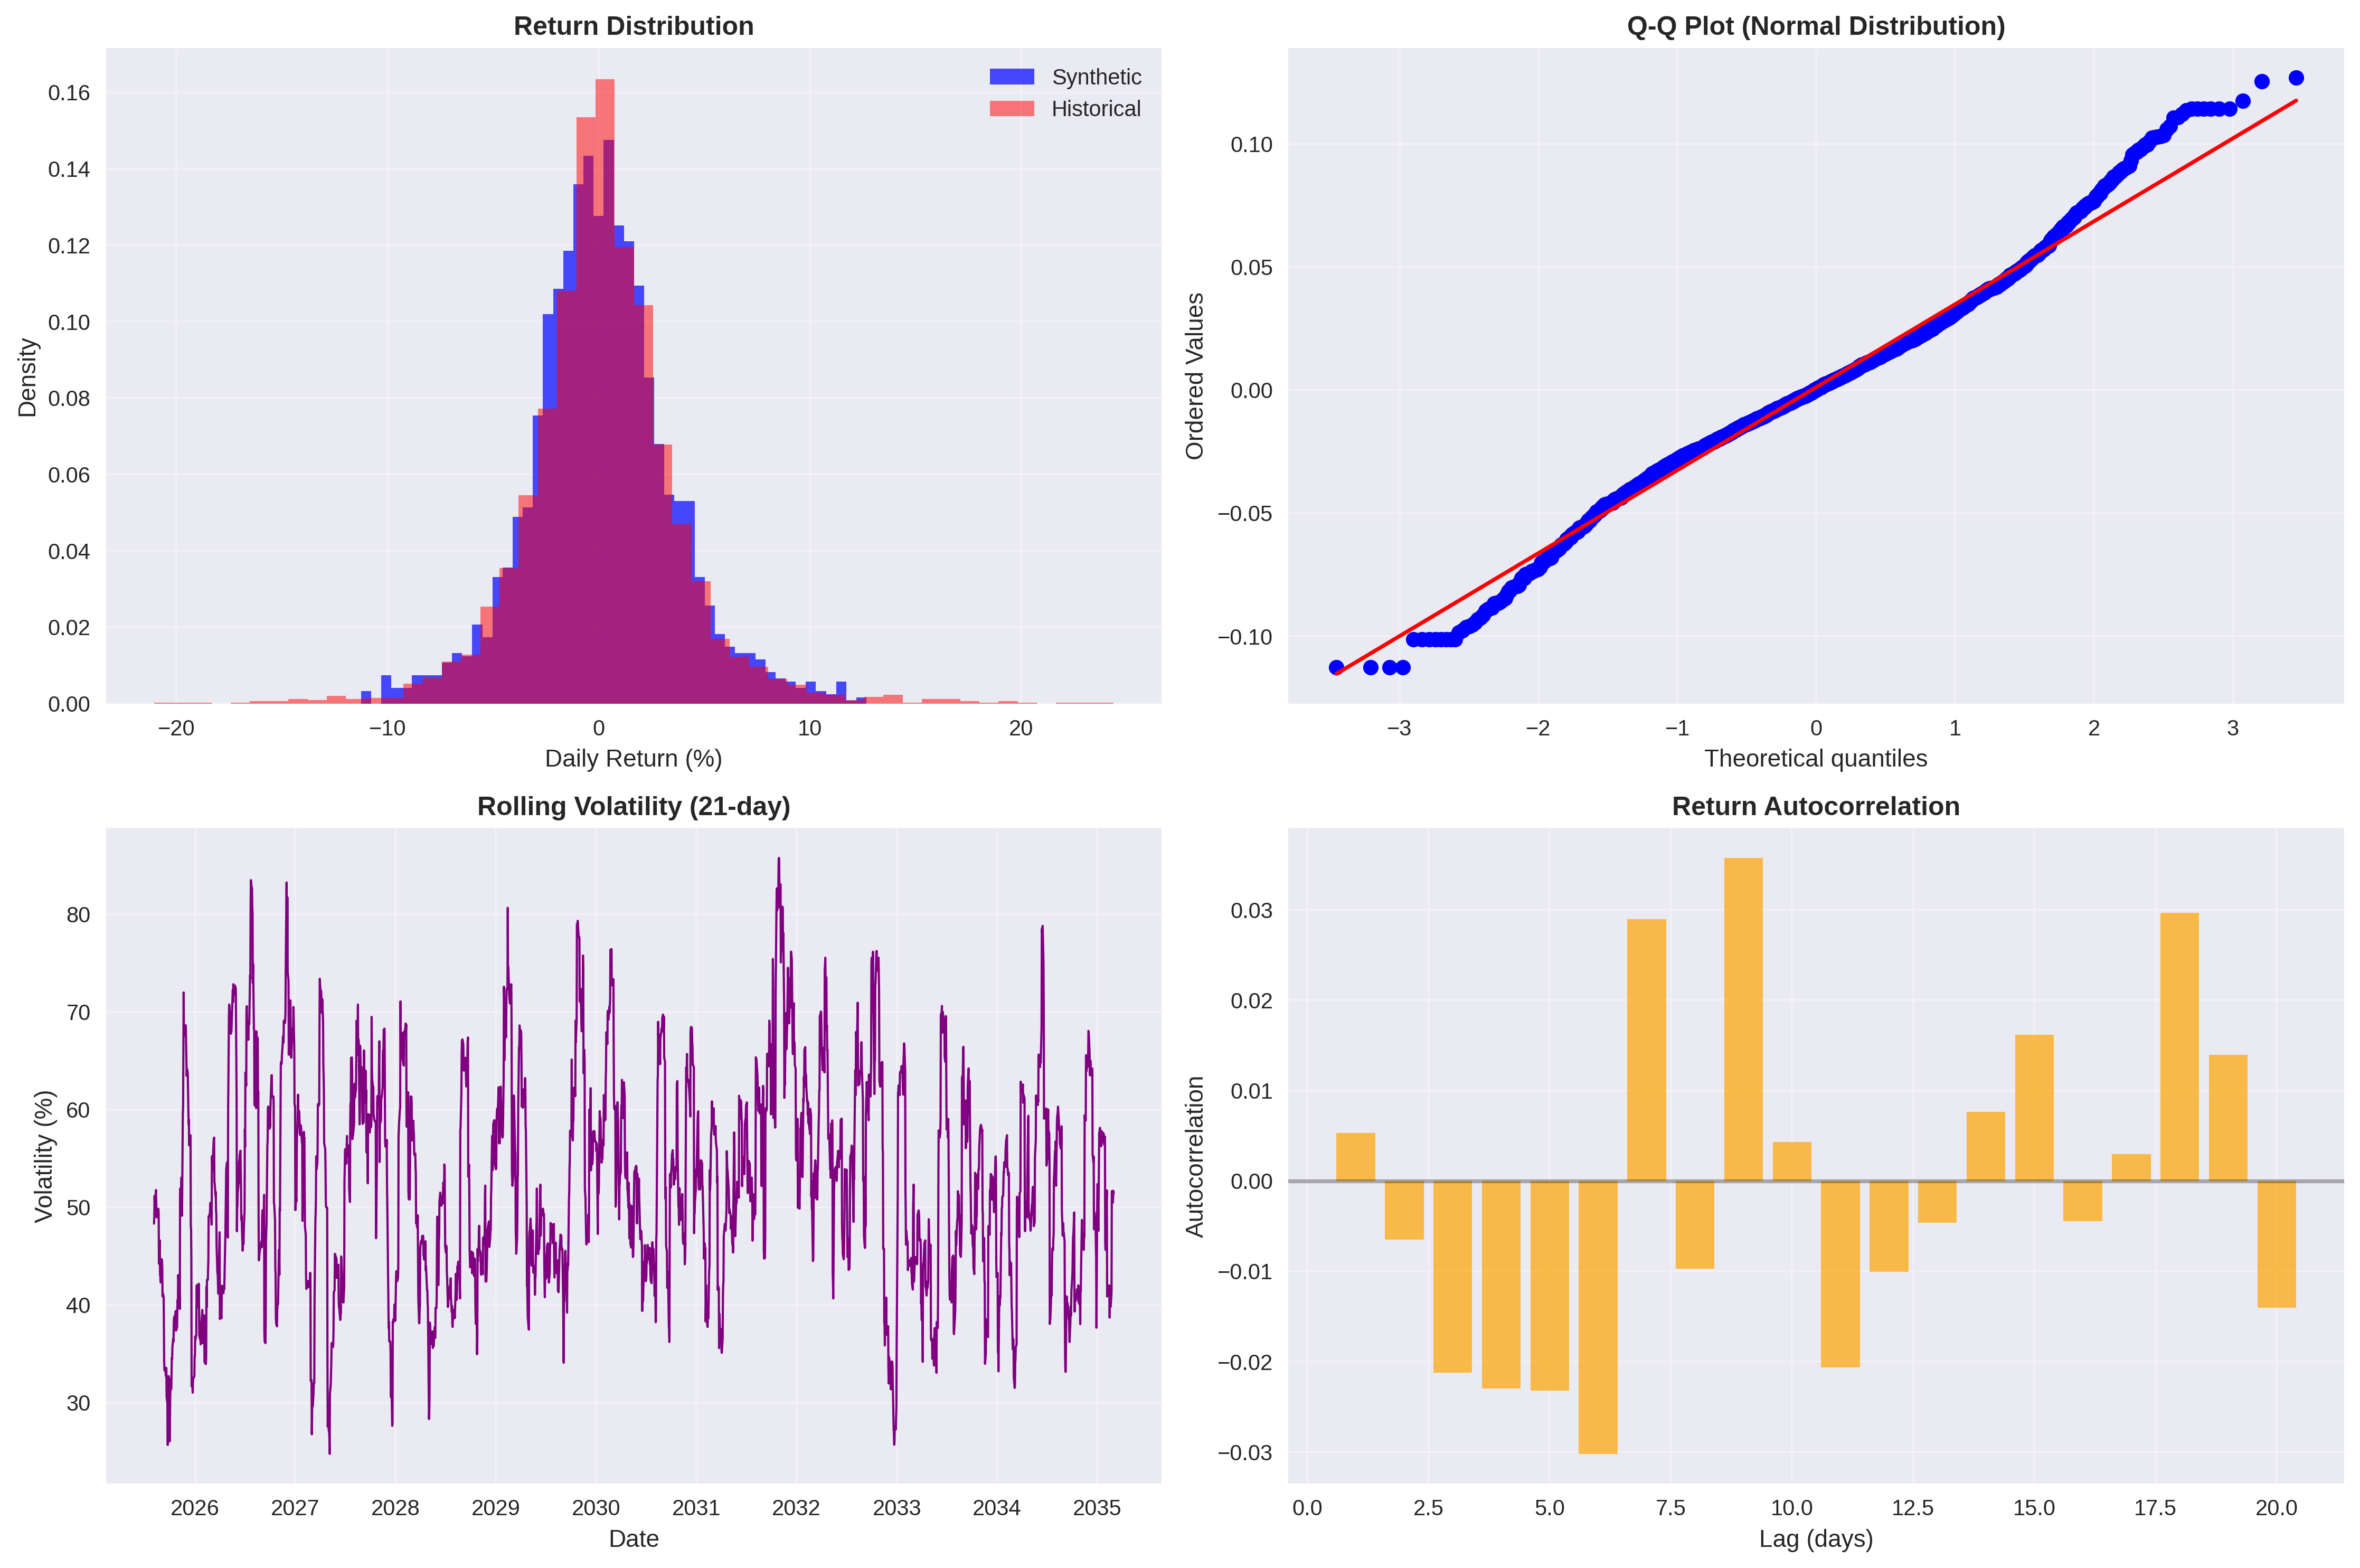 Return Distribution
Synthetic
Historical
0.16
0.14
0.12
0.10
0.08
0.06
0.04
0.02
0.00
Density
−20 −10 0 10 20
Daily Return (%)
Q-Q Plot (Normal Distribution)
0.10
0.05
0.00
−0.05
−0.10
Ordered Values
−3 −2 −1 0 1 2 3
Theoretical quantiles
Rolling Volatility (21-day)
80
70
60
50
40
30
Volatility (%)
2026 2027 2028 2029 2030 2031 2032 2033 2034 2035
Date
Return Autocorrelation
0.03
0.02
0.01
0.00
−0.01
−0.02
−0.03
Autocorrelation
0.0 2.5 5.0 7.5 10.0 12.5 15.0 17.5 20.0
Lag (days)